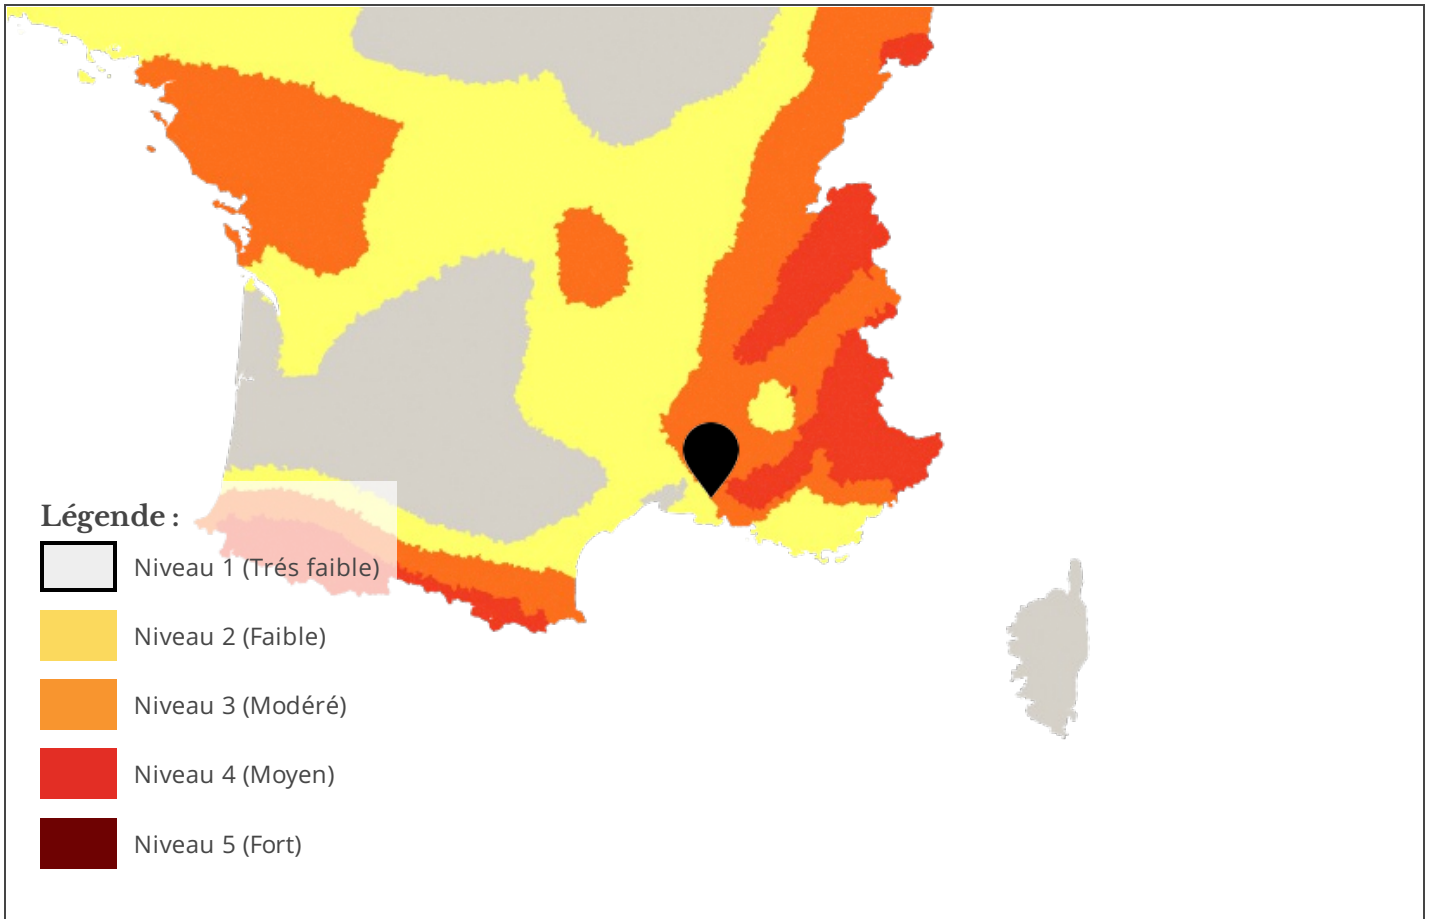 Légende :
Niveau 1 (Trés faible)
Niveau 2 (Faible)
Niveau 3 (Modéré)
Niveau 4 (Moyen)
Niveau 5 (Fort)